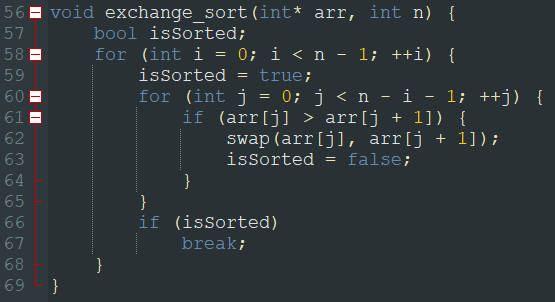 56 void exchange_sort(int* arr, int n) {
57     bool isSorted;
58     for (int i = 0; i < n - 1; ++i) {
59         isSorted = true;
60         for (int j = 0; j < n - i - 1; ++j) {
61             if (arr[j] > arr[j + 1]) {
62                 swap(arr[j], arr[j + 1]);
63                 isSorted = false;
64             }
65         }
66         if (isSorted)
67             break;
68     }
69 }